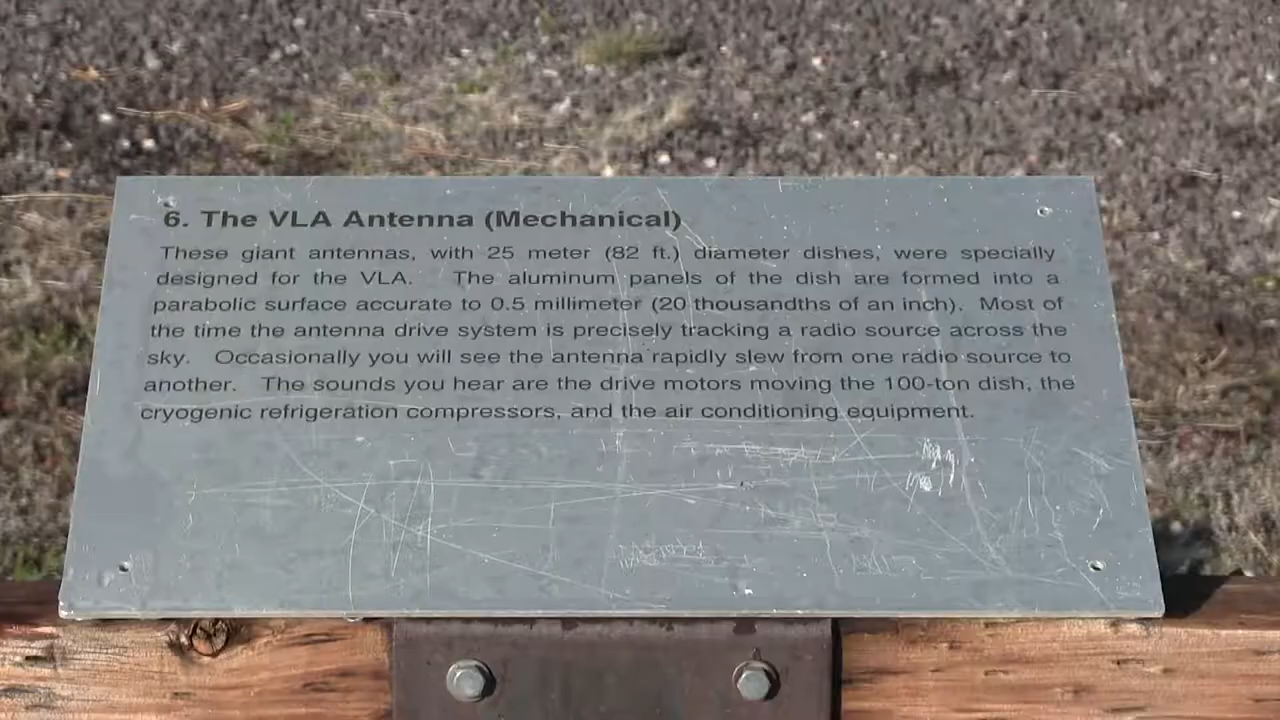 6. The VLA Antenna (Mechanical)
These giant antennas, with 25 meter (82 ft.) diameter dishes, were specially
designed for the VLA. The aluminum panels of the dish are formed into a
parabolic surface accurate to 0.5 millimeter (20 thousandths of an inch). Most of
the time the antenna drive system is precisely tracking a radio source across the
sky. Occasionally you will see the antenna rapidly slew from one radio source to
another. The sounds you hear are the drive motors moving the 100-ton dish, the
cryogenic refrigeration compressors, and the air conditioning equipment.